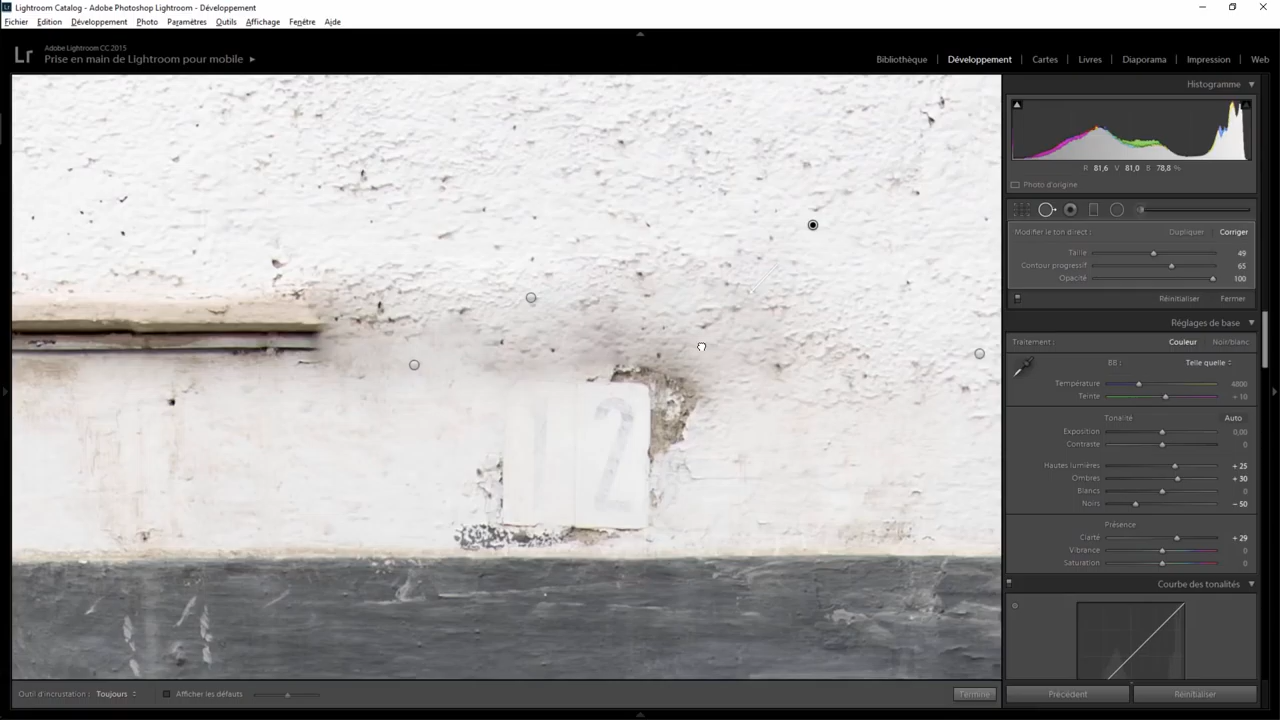 Lightroom Catalog - Adobe Photoshop Lightroom - Développement
Fichier Edition Développement Photo Paramètres Outils Affichage Fenêtre Aide
Lr Adobe Lightroom CC 2015
Prise en main de Lightroom pour mobile
Bibliothèque Développement Cartes Livres Diaporama Impression Web
Histogramme
R 81,6 V 81,0 B 78,8 %
Photo d'origine
Modifier le ton direct : Dupliquer Corriger
Taille 49
Contour progressif 65
Opacité 100
Réinitialiser Fermer
Réglages de base
Traitement : Couleur Noir/blanc
BB : Telle quelle
Température 4800
Teinte + 10
Tonalité Auto
Exposition 0,00
Contraste 0
Hautes lumières + 25
Ombres + 30
Blancs 0
Noirs - 50
Présence
Clarté + 29
Vibrance 0
Saturation 0
Courbe des tonalités
2
Outil d'incrustation : Toujours Afficher les défauts Terminé
Précédent Réinitialiser